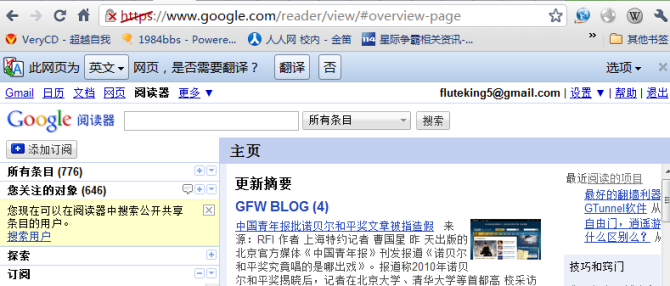 https://www.google.com/reader/view/#overview-page
VeryCD - 超越自我 1984bbs - Powere... 人人网 校内 - 金笛 114 星际争霸相关资讯-... » 其他书签
此网页为 英文 网页，是否需要翻译？ 翻译 否 选项
Gmail 日历 文档 网页 阅读器 更多 ▼ fluteking5@gmail.com | 设置 ▼ | 帮助 | 退出
Google 阅读器 所有条目 搜索
添加订阅
主页
所有条目 (776)
您关注的对象 (646)
您现在可以在阅读器中搜索公开共享
条目的用户。
搜索用户
探索
订阅
更新摘要
GFW BLOG (4)
中国青年报批诺贝尔和平奖文章被指造假 来
源：RFI 作者 上海特约记者 曹国星 昨 天出版的
北京官方媒体《中国青年报》刊发报道《诺贝尔
和平奖究竟唱的是哪出戏》。报道称2010年诺贝
尔和平奖揭晓后，记者在北京大学、清华大学等首都高 校采访
最近阅读的项目
最好的翻墙利器
GTunnel软件 从
自由门，逍遥游
什么区别么？ 从
技巧和窍门